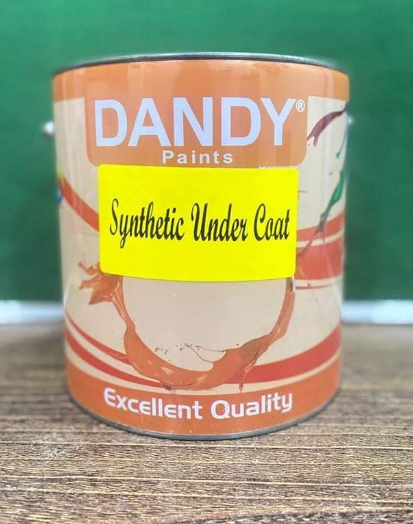 DANDY®
Paints
Synthetic Under Coat
Excellent Quality